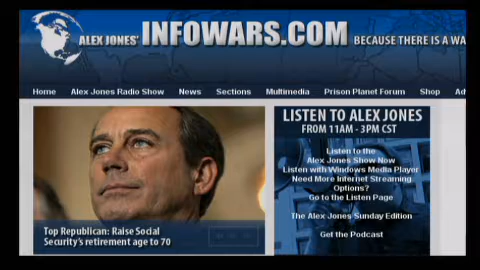 ALEX JONES' INFOWARS.COM BECAUSE THERE IS A WA
Home Alex Jones Radio Show News Sections Multimedia Prison Planet Forum Shop Ad
LISTEN TO ALEX JONES
FROM 11AM - 3PM CST
Listen to the
Alex Jones Show Now
Listen with Windows Media Player
Need More Internet Streaming
Options?
Go to the Listen Page
The Alex Jones Sunday Edition
Get the Podcast
Top Republican: Raise Social
Security's retirement age to 70